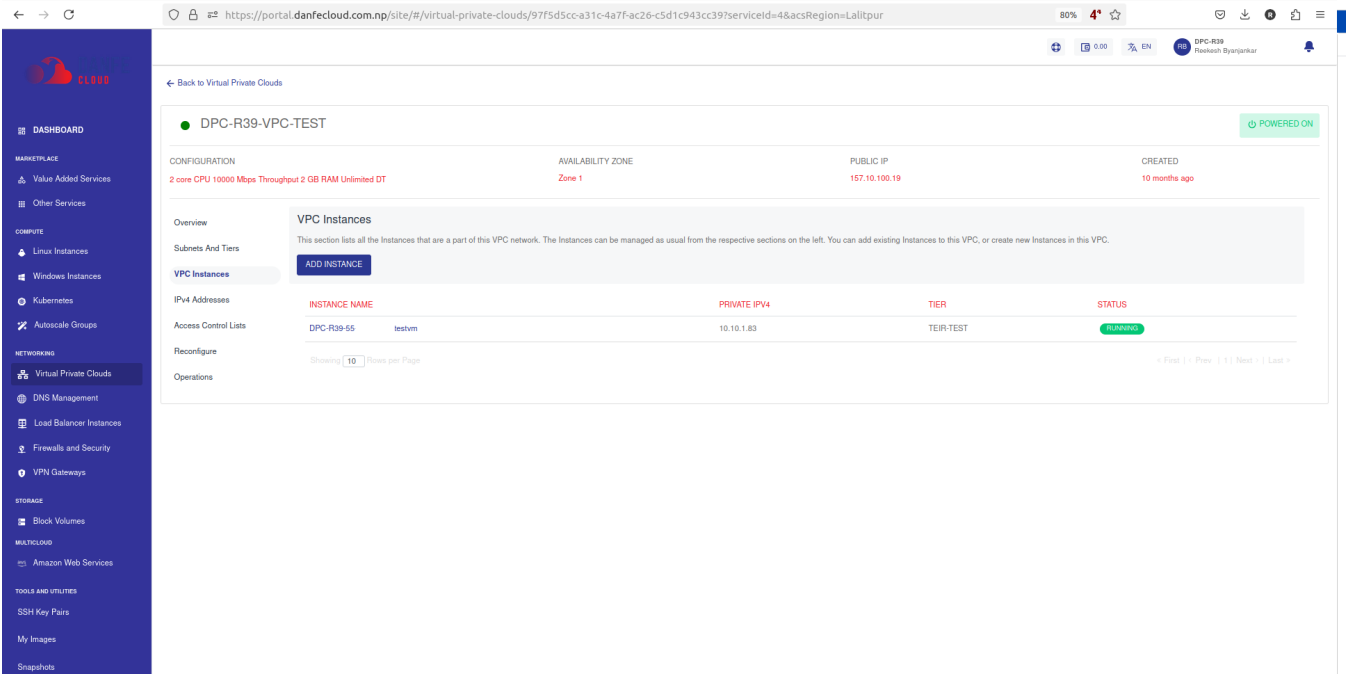 https://portal.danfecloud.com.np/site/#/virtual-private-clouds/97f5d5cc-a31c-4a7f-ac26-c5d1c943cc39?serviceId=4&acsRegion=Lalitpur 80%
0.00 EN RB DPC-R39
Reekesh Byanjankar
CLOUD
← Back to Virtual Private Clouds
DPC-R39-VPC-TEST POWERED ON
CONFIGURATION AVAILABILITY ZONE PUBLIC IP CREATED
2 core CPU 10000 Mbps Throughput 2 GB RAM Unlimited DT Zone 1 157.10.100.19 10 months ago
DASHBOARD
MARKETPLACE
Value Added Services
Other Services
COMPUTE
Linux Instances
Windows Instances
Kubernetes
Autoscale Groups
NETWORKING
Virtual Private Clouds
DNS Management
Load Balancer Instances
Firewalls and Security
VPN Gateways
STORAGE
Block Volumes
MULTICLOUD
Amazon Web Services
TOOLS AND UTILITIES
SSH Key Pairs
My Images
Snapshots
Overview
Subnets And Tiers
VPC Instances
IPv4 Addresses
Access Control Lists
Reconfigure
Operations
VPC Instances
This section lists all the Instances that are a part of this VPC network. The Instances can be managed as usual from the respective sections on the left. You can add existing Instances to this VPC, or create new Instances in this VPC.
ADD INSTANCE
INSTANCE NAME PRIVATE IPV4 TIER STATUS
DPC-R39-55 testvm 10.10.1.83 TEIR-TEST RUNNING
Showing 10 Rows per Page < First | < Prev | 1 | Next > | Last »